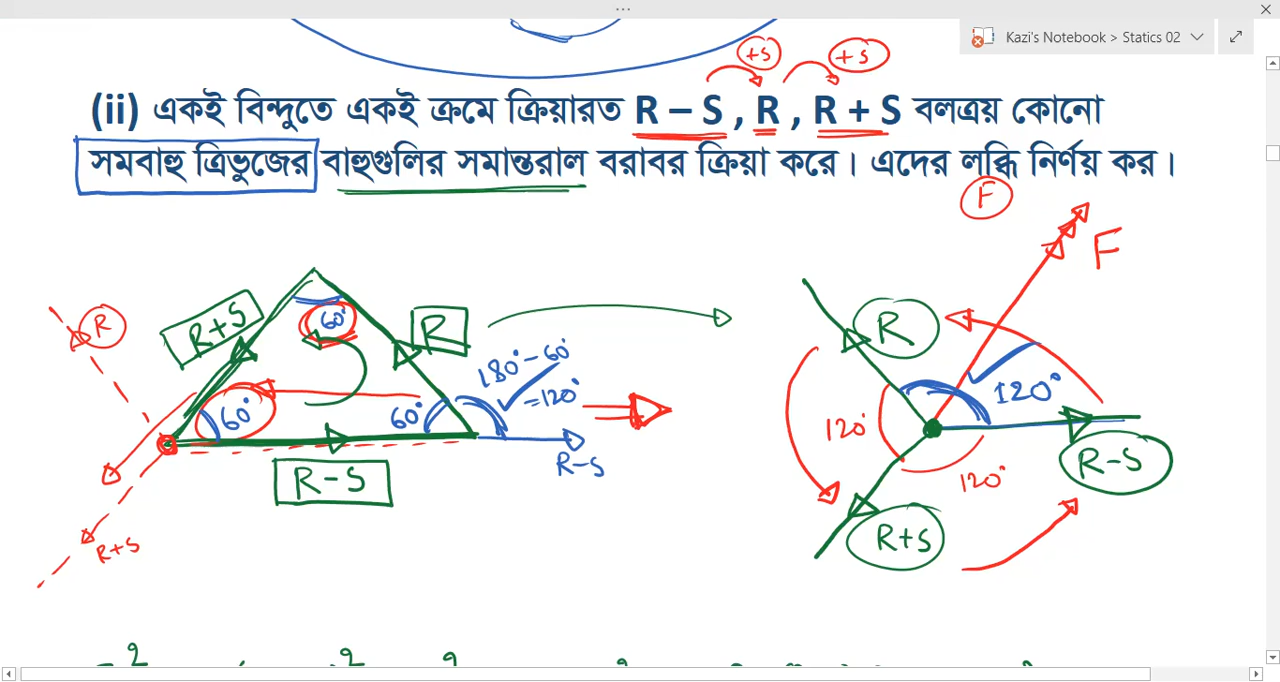 Kazi's Notebook > Statics 02
+S +S
(ii) একই বিন্দুতে একই ক্রমে ক্রিয়ারত R – S , R , R + S বলত্রয় কোনো
সমবাহু ত্রিভুজের বাহুগুলির সমান্তরাল বরাবর ক্রিয়া করে। এদের লব্ধি নির্ণয় কর।
F
F
R
R+S
60°
R
180° – 60°
= 120°
60°
60°
R – S
R–S
R+S
R
120°
120°
120°
R–S
R+S